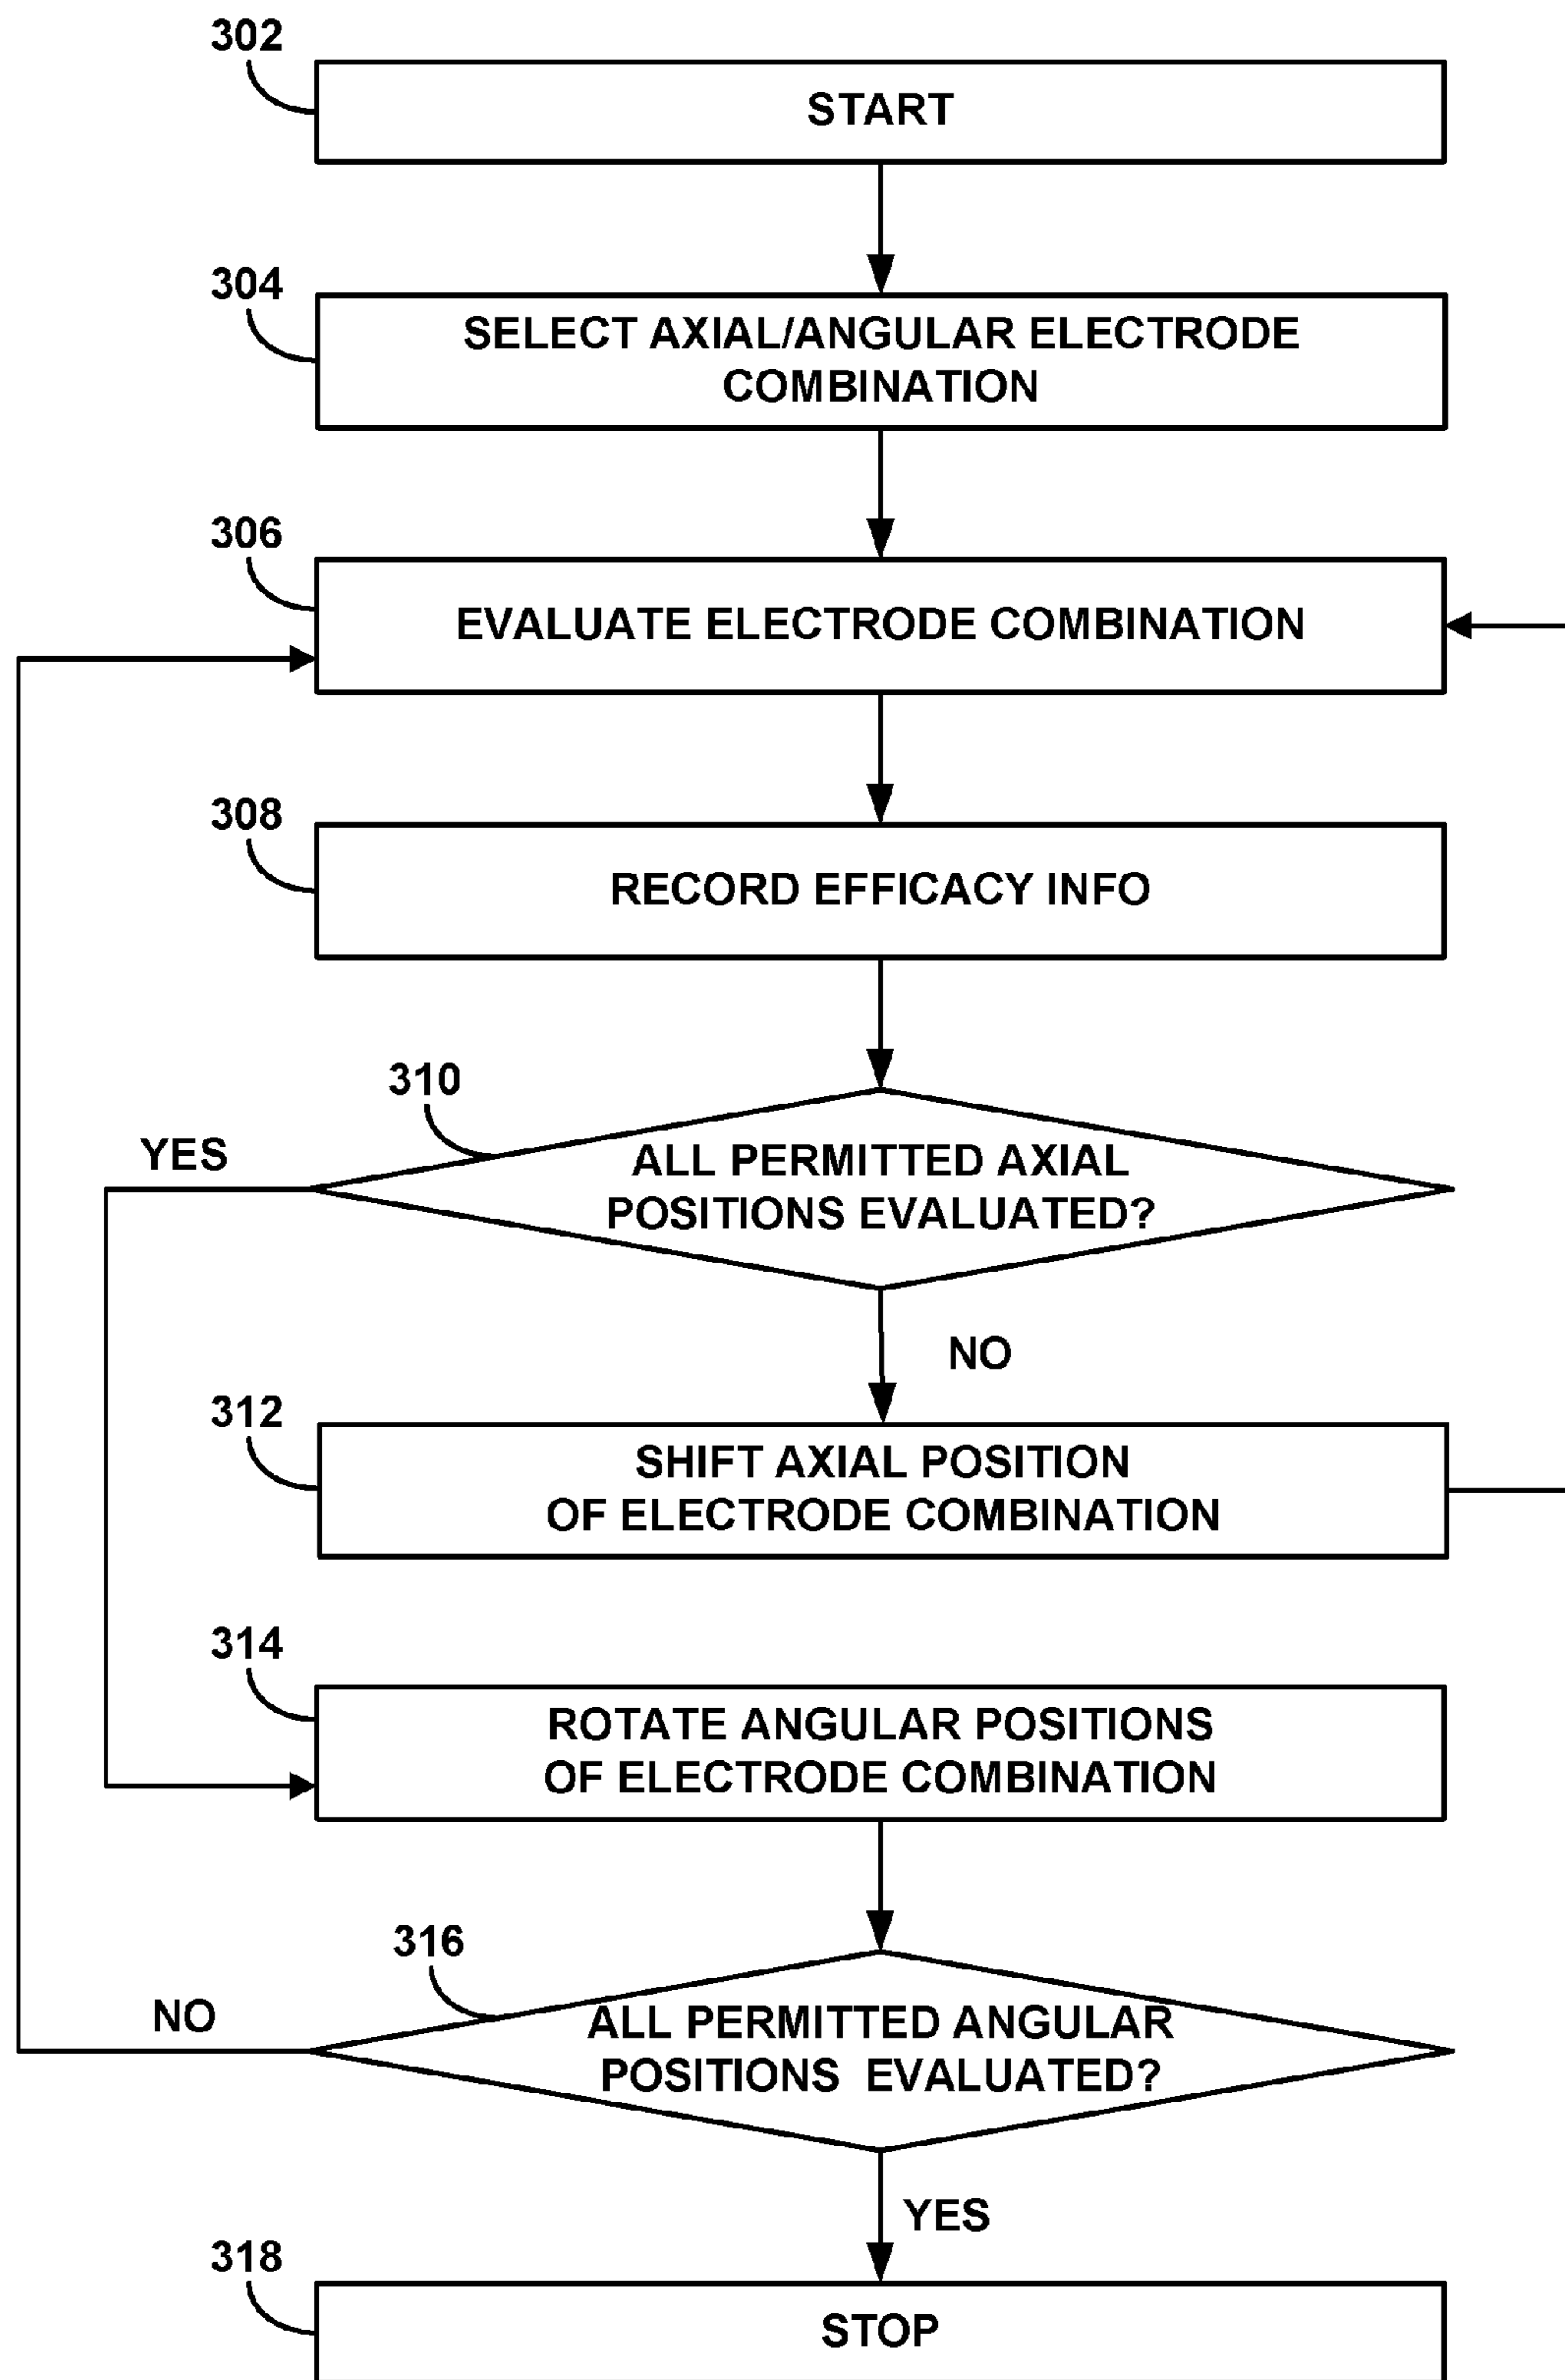 302
START
304
SELECT AXIAL/ANGULAR ELECTRODE
COMBINATION
306
EVALUATE ELECTRODE COMBINATION
308
RECORD EFFICACY INFO
310
YES
ALL PERMITTED AXIAL
POSITIONS EVALUATED?
NO
312
SHIFT AXIAL POSITION
OF ELECTRODE COMBINATION
314
ROTATE ANGULAR POSITIONS
OF ELECTRODE COMBINATION
316
NO
ALL PERMITTED ANGULAR
POSITIONS EVALUATED?
YES
318
STOP